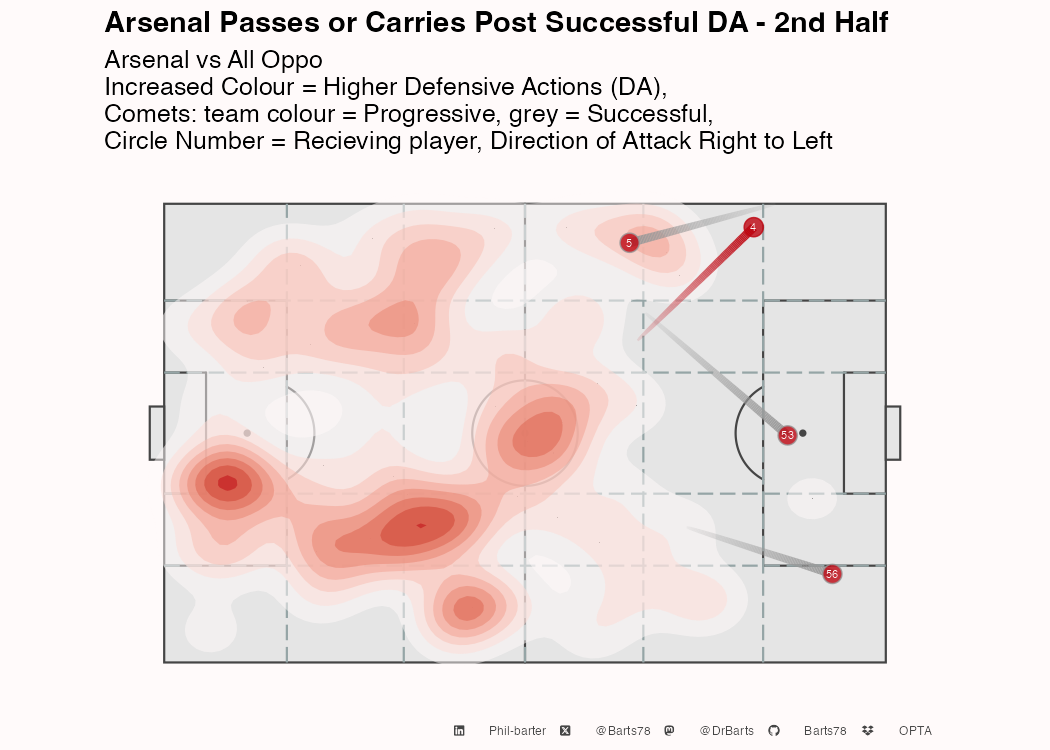 Arsenal Passes or Carries Post Successful DA - 2nd Half
Arsenal vs All Oppo
Increased Colour = Higher Defensive Actions (DA),
Comets: team colour = Progressive, grey = Successful,
Circle Number = Recieving player, Direction of Attack Right to Left
4
5
53
56
Phil-barter @Barts78 @DrBarts Barts78 OPTA